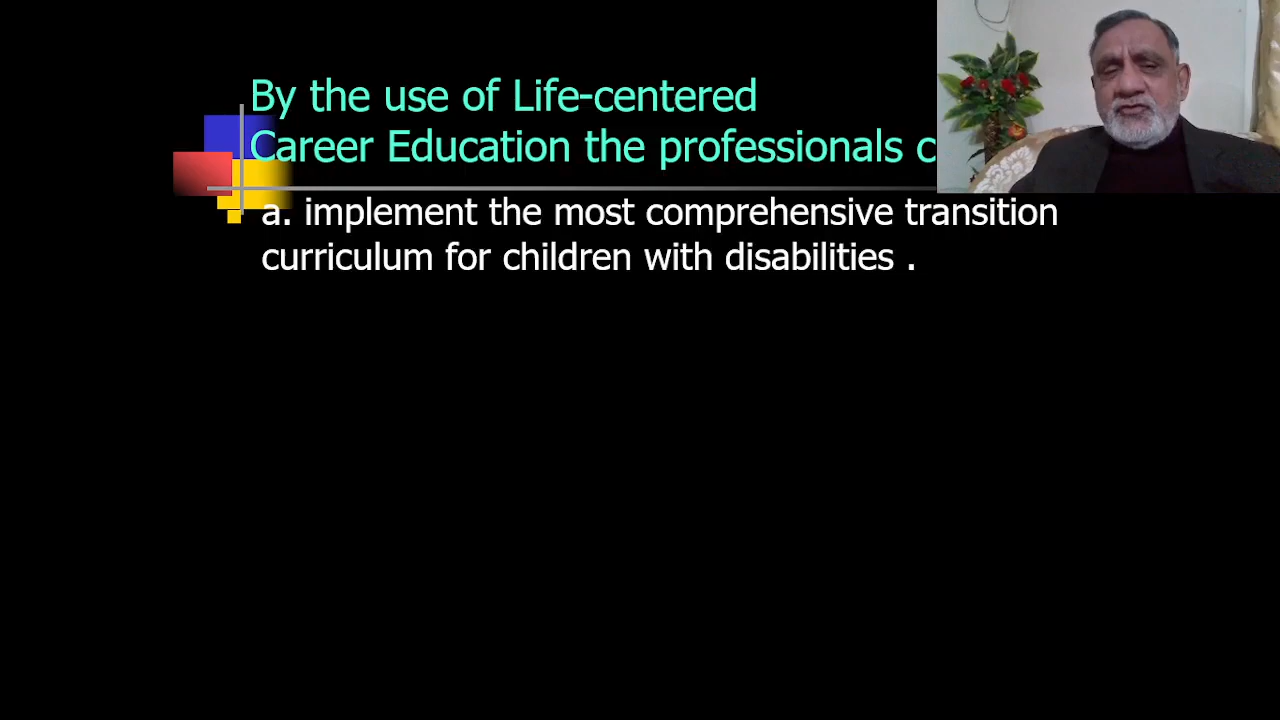 By the use of Life-centered
Career Education the professionals c
a. implement the most comprehensive transition
curriculum for children with disabilities .